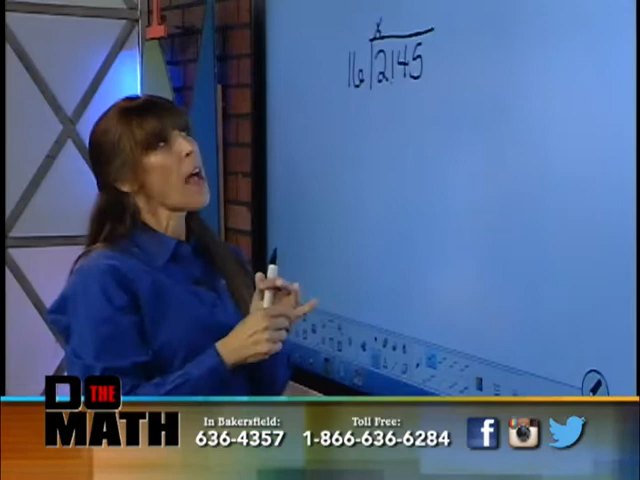 x
16 2145
DO THE MATH
In Bakersfield:
636-4357
Toll Free:
1-866-636-6284